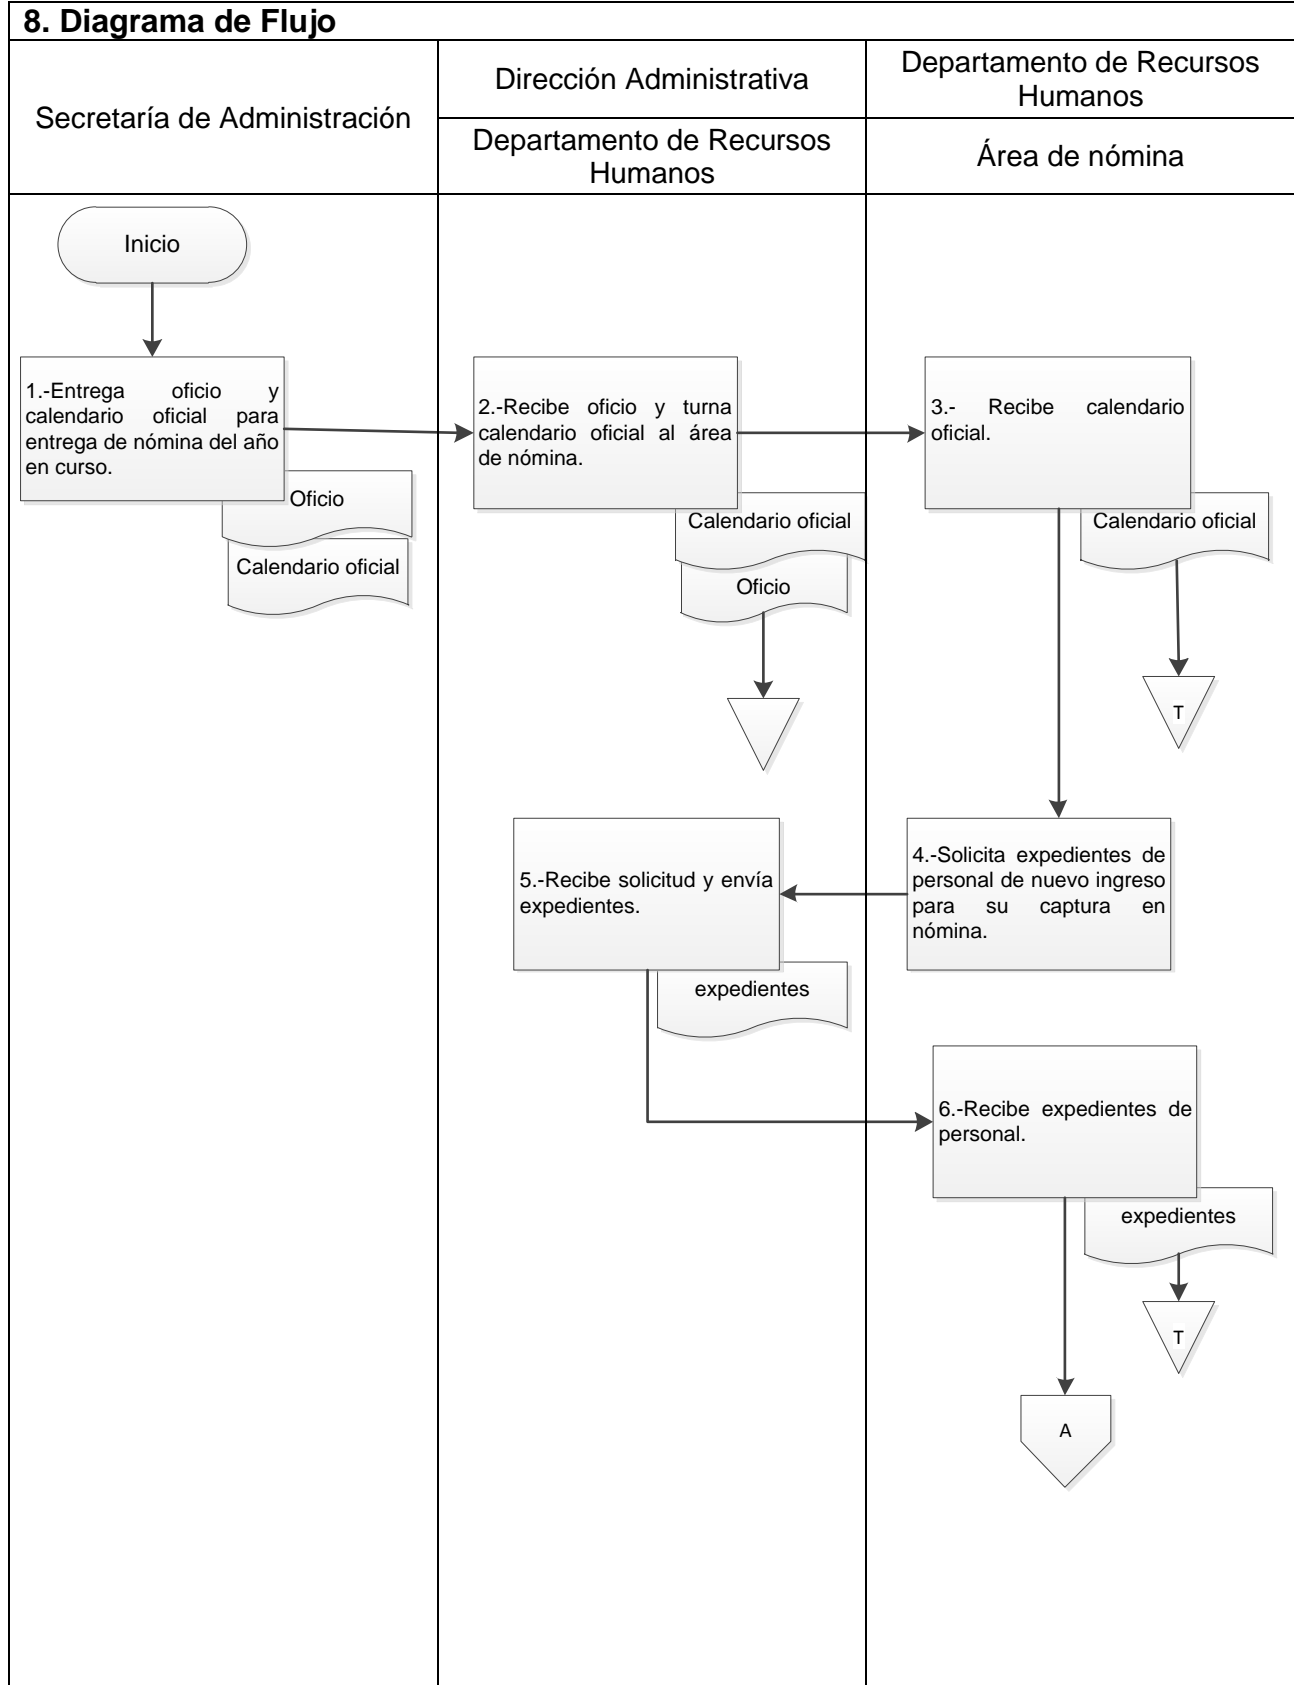 8. Diagrama de Flujo
Secretaría de Administración
Dirección Administrativa
Departamento de Recursos
Humanos
Departamento de Recursos
Humanos
Área de nómina
Inicio
1.-Entrega oficio y
calendario oficial para
entrega de nómina del año
en curso.
Oficio
Calendario oficial
2.-Recibe oficio y turna
calendario oficial al área
de nómina.
Calendario oficial
Oficio
3.- Recibe calendario
oficial.
Calendario oficial
T
4.-Solicita expedientes de
personal de nuevo ingreso
para su captura en
nómina.
5.-Recibe solicitud y envía
expedientes.
expedientes
6.-Recibe expedientes de
personal.
expedientes
T
A